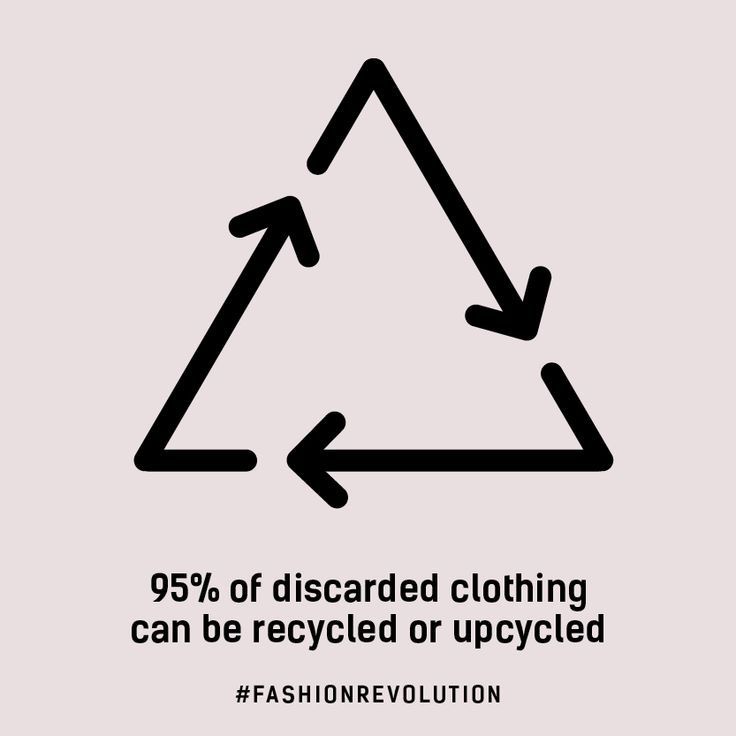 95% of discarded clothing
can be recycled or upcycled
#FASHIONREVOLUTION